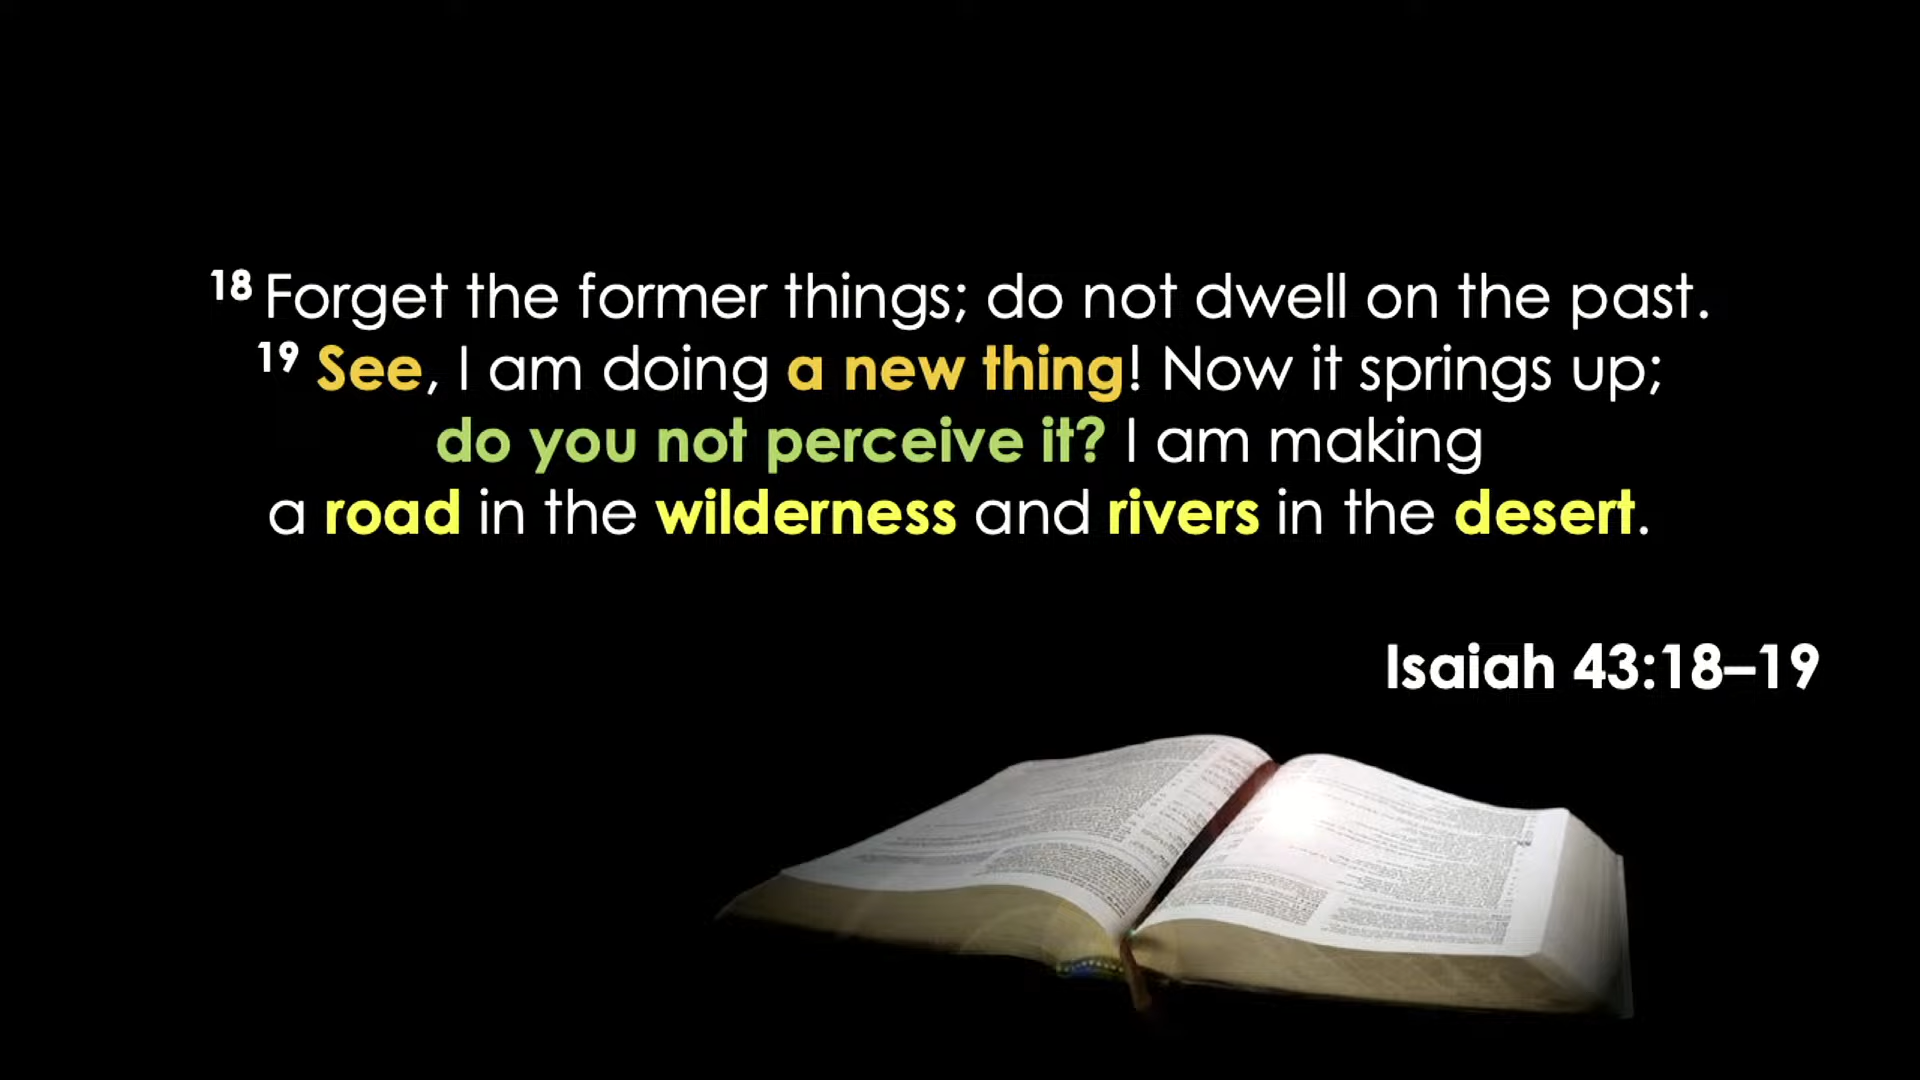 18 Forget the former things; do not dwell on the past.
19 See, I am doing a new thing! Now it springs up;
do you not perceive it? I am making
a road in the wilderness and rivers in the desert.
Isaiah 43:18–19